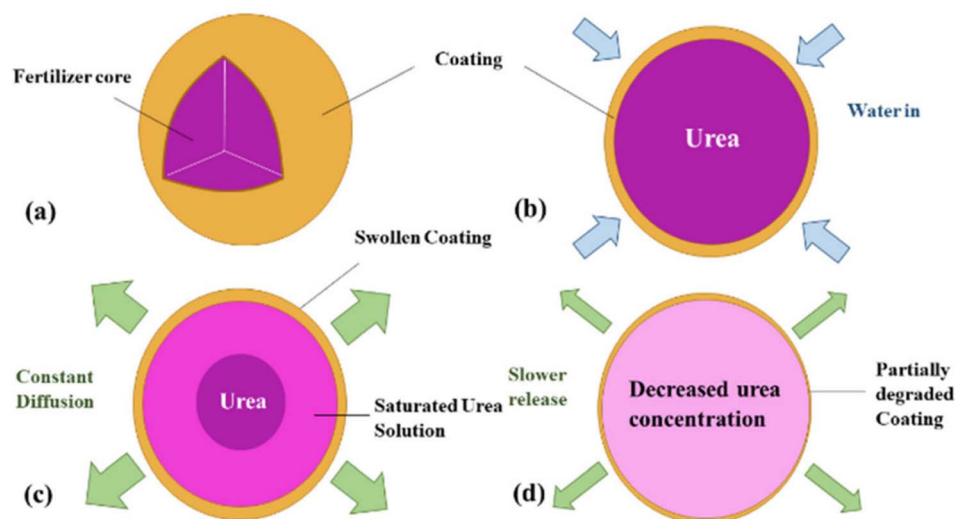 Fertilizer core
Coating
Urea
Water in
(a)
(b)
Swollen Coating
Constant
Diffusion
Urea
Saturated Urea
Solution
(c)
Slower
release
Decreased urea
concentration
Partially
degraded
Coating
(d)